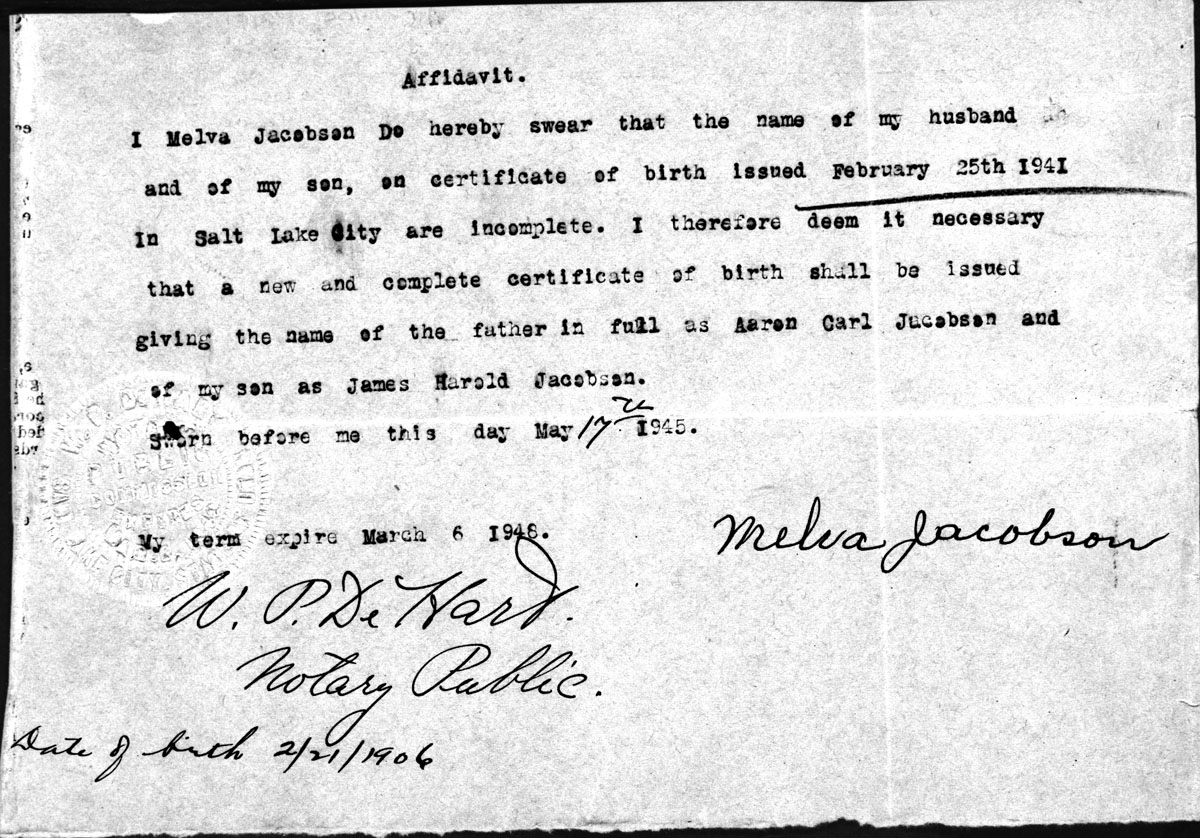 Affidavit.
I Melva Jacobson Do hereby swear that the name of my husband
and of my son, on certificate of birth issued February 25th 1941
In Salt Lake City are incomplete. I therefore deem it necessary
that a new and complete certificate of birth shall be issued
giving the name of the father in full as Aaron Carl Jacobson and
of my son as James Harold Jacobson.
Sworn before me this day May 17th 1945.
My term expire March 6 1948.
Melva Jacobson
W. P. De Hart.
Notary Public.
Date of birth 2/21/1906